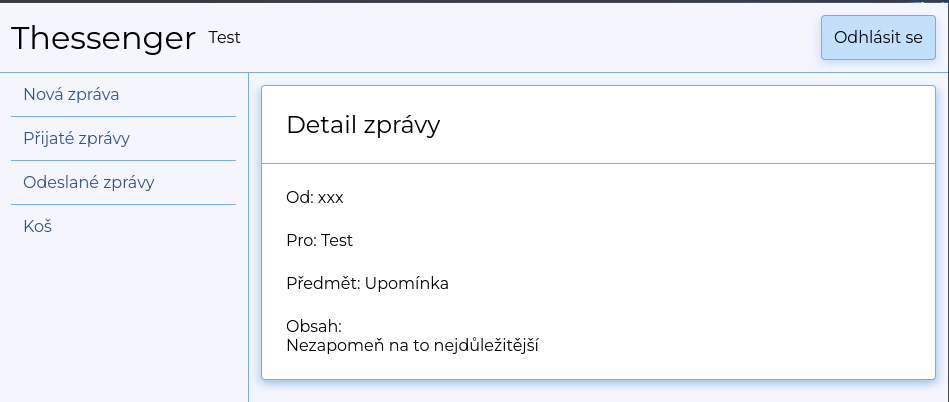 Thessenger Test
Odhlásit se
Nová zpráva
Přijaté zprávy
Odeslané zprávy
Koš
Detail zprávy
Od: xxx
Pro: Test
Předmět: Upomínka
Obsah:
Nezapomeň na to nejdůležitější